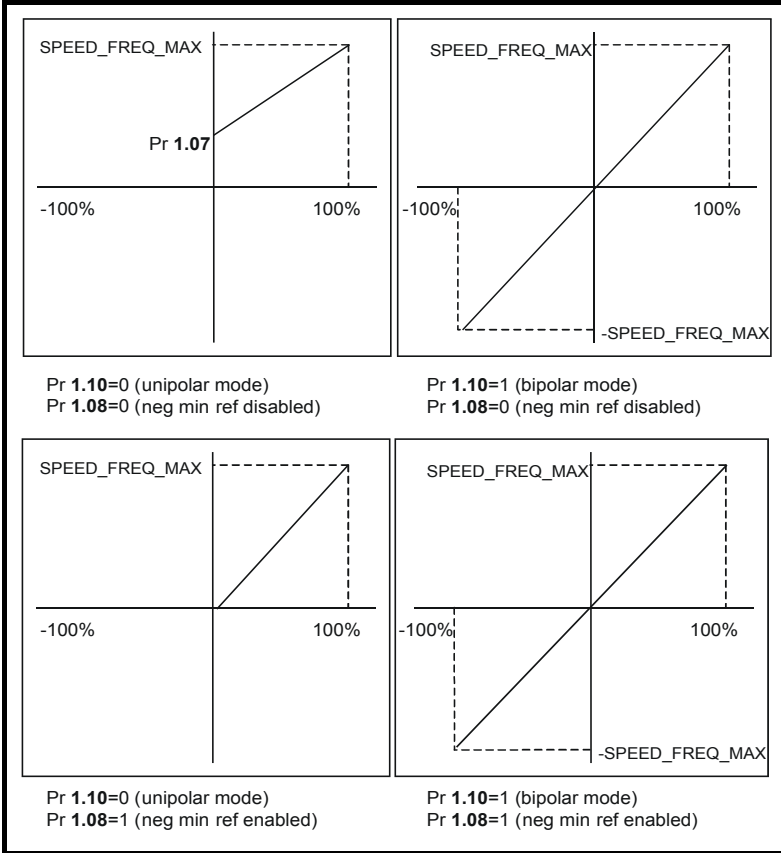 SPEED_FREQ_MAX
Pr 1.07
-100%
100%
SPEED_FREQ_MAX
-100%
100%
-SPEED_FREQ_MAX
Pr 1.10=0 (unipolar mode)
Pr 1.08=0 (neg min ref disabled)
Pr 1.10=1 (bipolar mode)
Pr 1.08=0 (neg min ref disabled)
SPEED_FREQ_MAX
-100%
100%
SPEED_FREQ_MAX
-100%
100%
-SPEED_FREQ_MAX
Pr 1.10=0 (unipolar mode)
Pr 1.08=1 (neg min ref enabled)
Pr 1.10=1 (bipolar mode)
Pr 1.08=1 (neg min ref enabled)